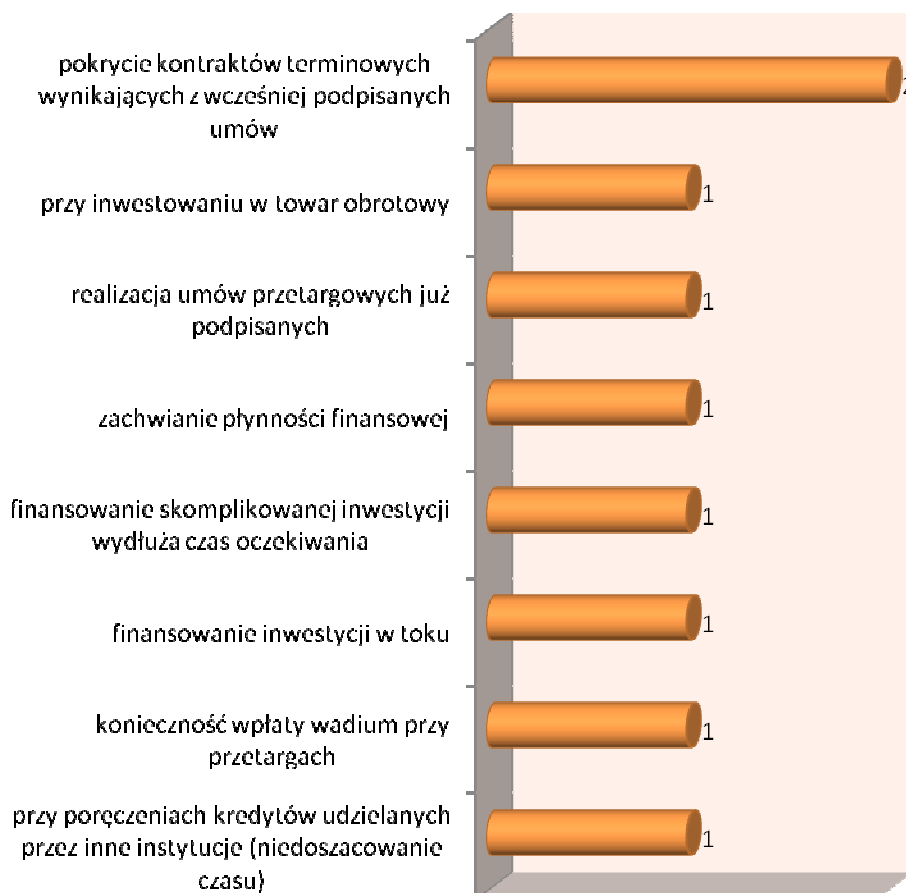 pokrycie kontraktów terminowych
wynikających z wcześniej podpisanych
umów
2
przy inwestowaniu w towar obrotowy
1
realizacja umów przetargowych już
podpisanych
1
zachwianie płynności finansowej
1
finansowanie skomplikowanej inwestycji
wydłuża czas oczekiwania
1
finansowanie inwestycji w toku
1
konieczność wpłaty wadium przy
przetargach
1
przy poręczeniach kredytów udzielanych
przez inne instytucje (niedoszacowanie
czasu)
1